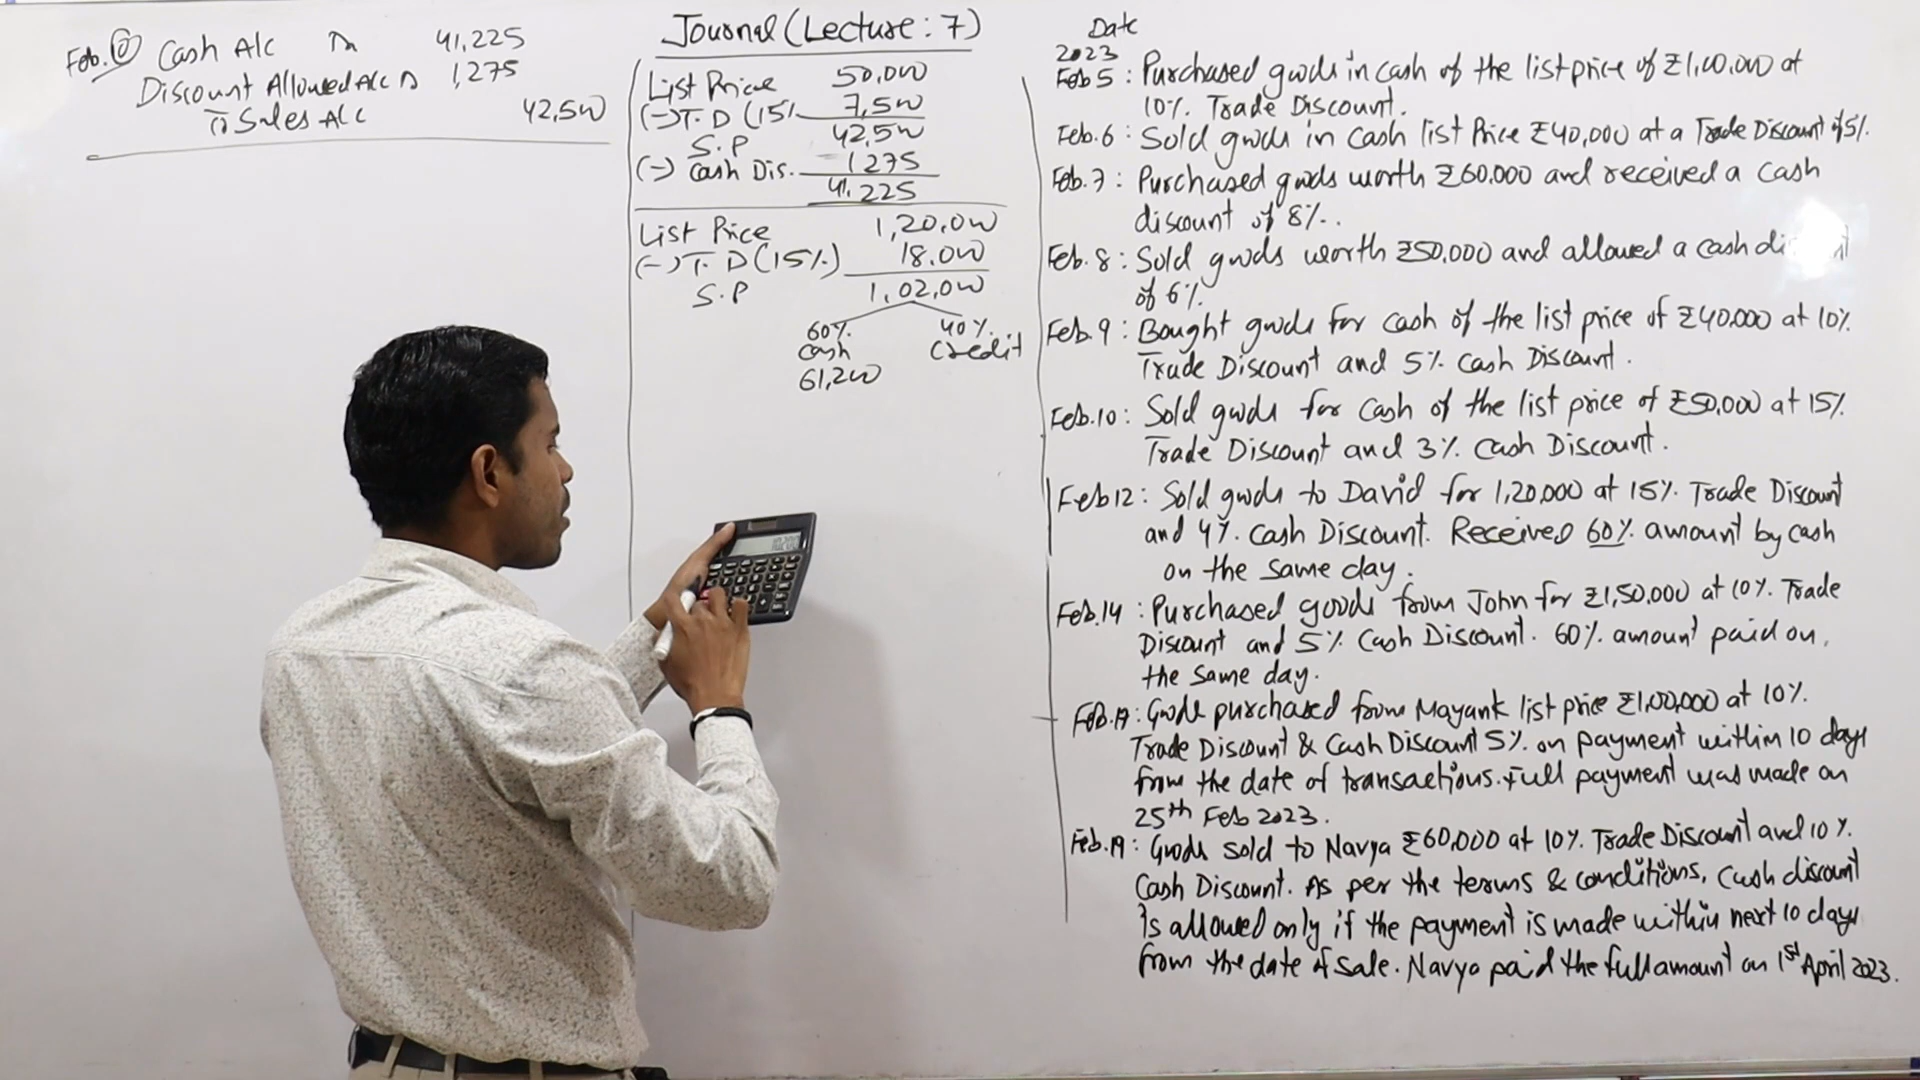 Journal (Lecture: 7)
Feb. 10 Cash A/c Dr 41,225
Discount Allowed A/c Dr 1,275
To Sales A/c 42,500
List Price 50,000
(-) T.D (15% 7,500
S.P 42,500
(-) Cash Dis. 1275
41,225
List Price 1,20,000
(-) T.D (15%) 18.000
S.P 1,02,000
60% 40%
Cash Credit
61,200
Date
2023
Feb 5: Purchased goods in cash of the list price of ₹1,00,000 at
10% Trade Discount.
Feb. 6: Sold goods in cash list Price ₹40,000 at a Trade Discount of 5%.
Feb. 7: Purchased goods worth ₹60.000 and received a cash
discount of 8%..
Feb. 8: Sold goods worth ₹50,000 and allowed a cash
of 6%.
Feb. 9: Bought goods for cash of the list price of ₹40.000 at 10%
Trade Discount and 5% Cash Discount.
Feb.10: Sold goods for cash of the list price of ₹50,000 at 15%
Trade Discount and 3% Cash Discount.
Feb 12: Sold goods to David for 1,20,000 at 15% Trade Discount
and 4% Cash Discount. Received 60% amount by cash
on the same day.
Feb.14: Purchased goods from John for ₹1,50,000 at 10% Trade
Discount and 5% Cash Discount. 60% amount paid on.
the same day.
Feb. 17: Goods purchased from Mayank list price ₹1,00,000 at 10%
Trade Discount & Cash Discount 5% on payment within 10 days
from the date of transactions. Full payment was made on
25th Feb 2023.
Feb. 19: Goods sold to Navya ₹60,000 at 10% Trade Discount and 10%
Cash Discount. As per the terms & conditions, Cash discount
is allowed only if the payment is made within next 10 days
from the date of sale. Navya paid the full amount on 1st April 2023.